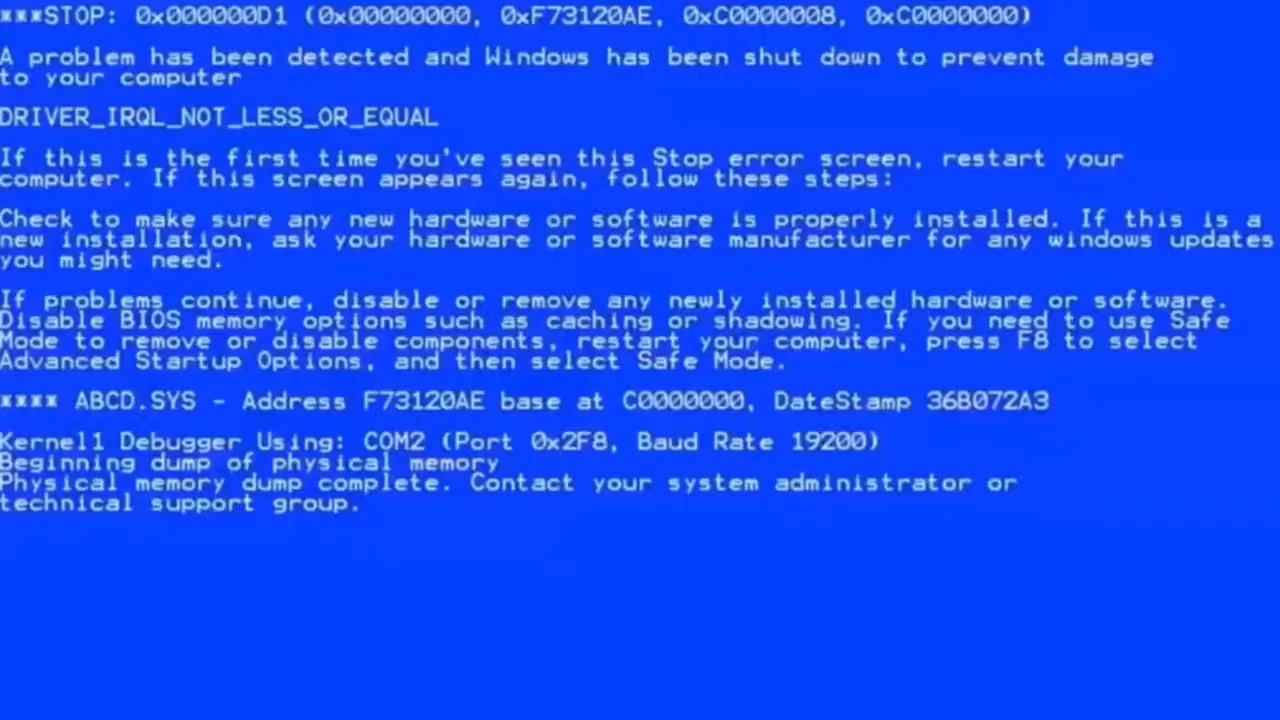 ***STOP: 0x000000D1 (0x00000000, 0xF73120AE, 0xC0000008, 0xC0000000)
A problem has been detected and Windows has been shut down to prevent damage
to your computer
DRIVER_IRQL_NOT_LESS_OR_EQUAL
If this is the first time you've seen this Stop error screen, restart your
computer. If this screen appears again, follow these steps:
Check to make sure any new hardware or software is properly installed. If this is a
new installation, ask your hardware or software manufacturer for any windows updates
you might need.
If problems continue, disable or remove any newly installed hardware or software.
Disable BIOS memory options such as caching or shadowing. If you need to use Safe
Mode to remove or disable components, restart your computer, press F8 to select
Advanced Startup Options, and then select Safe Mode.
**** ABCD.SYS - Address F73120AE base at C0000000, DateStamp 36B072A3
Kernel1 Debugger Using: COM2 (Port 0x2F8, Baud Rate 19200)
Beginning dump of physical memory
Physical memory dump complete. Contact your system administrator or
technical support group.